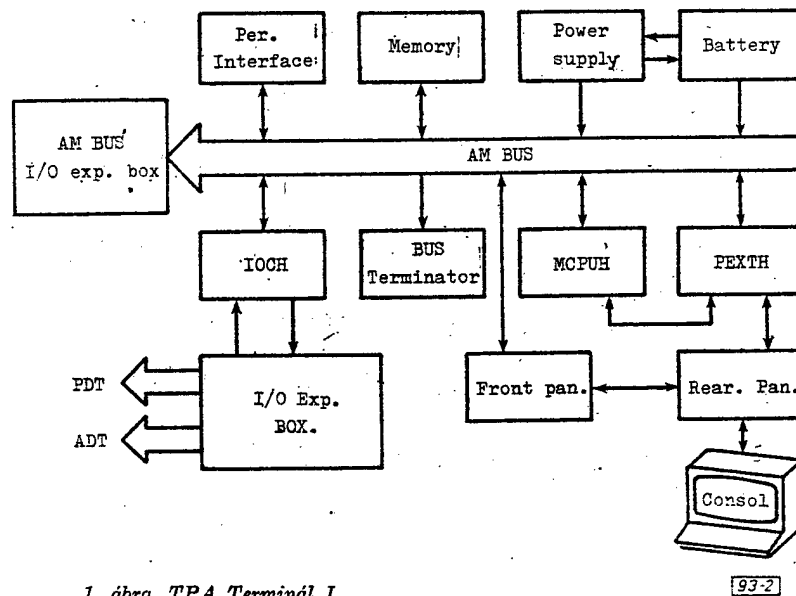 Per.
Interface
Memory
Power
supply
Battery
AM BUS
I/O exp. box
AM BUS
IOCH
BUS
Terminator
MCPUH
PEXTH
PDT
ADT
I/O Exp.
BOX.
Front pan.
Rear. Pan.
Consol
1. ábra. TPA Terminál I.
93-2